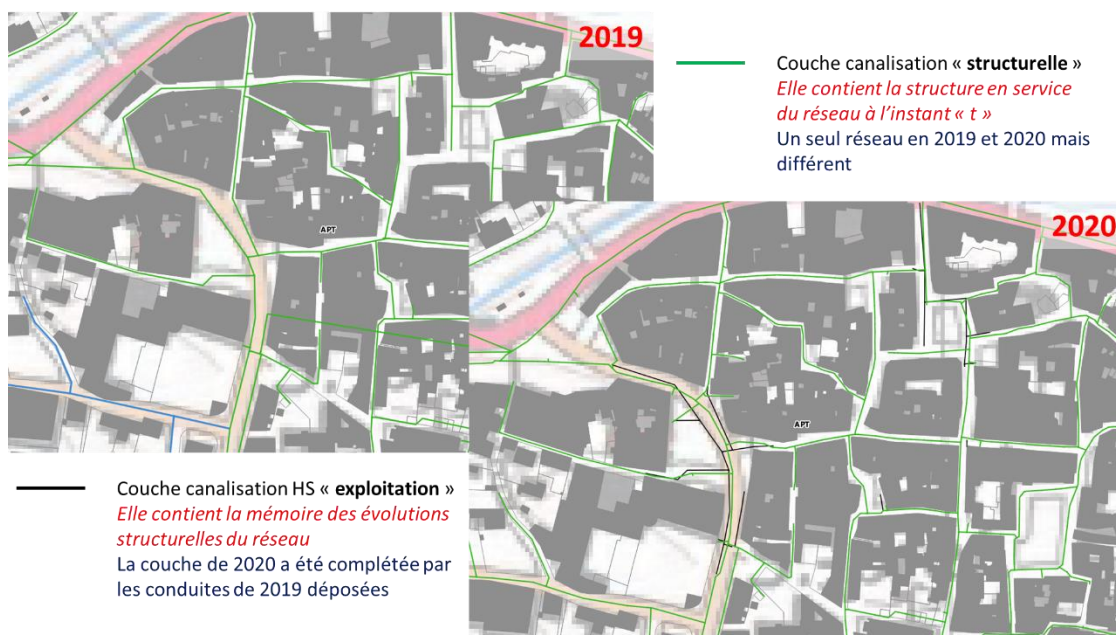 2019
Couche canalisation « structurelle »
Elle contient la structure en service
du réseau à l’instant « t »
Un seul réseau en 2019 et 2020 mais
différent
APT
2020
APT
Couche canalisation HS « exploitation »
Elle contient la mémoire des évolutions
structurelles du réseau
La couche de 2020 a été complétée par
les conduites de 2019 déposées